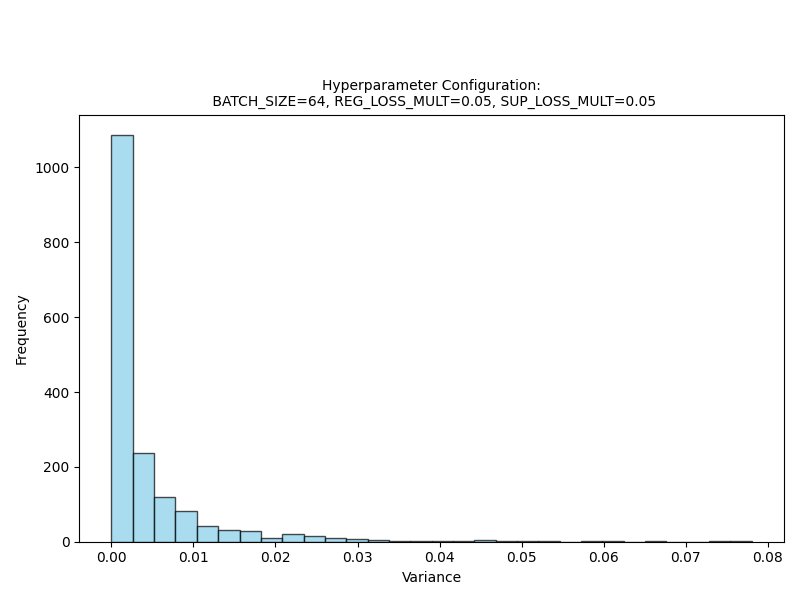 Hyperparameter Configuration:
BATCH_SIZE=64, REG_LOSS_MULT=0.05, SUP_LOSS_MULT=0.05
1000
800
600
400
200
0
Frequency
0.00 0.01 0.02 0.03 0.04 0.05 0.06 0.07 0.08
Variance